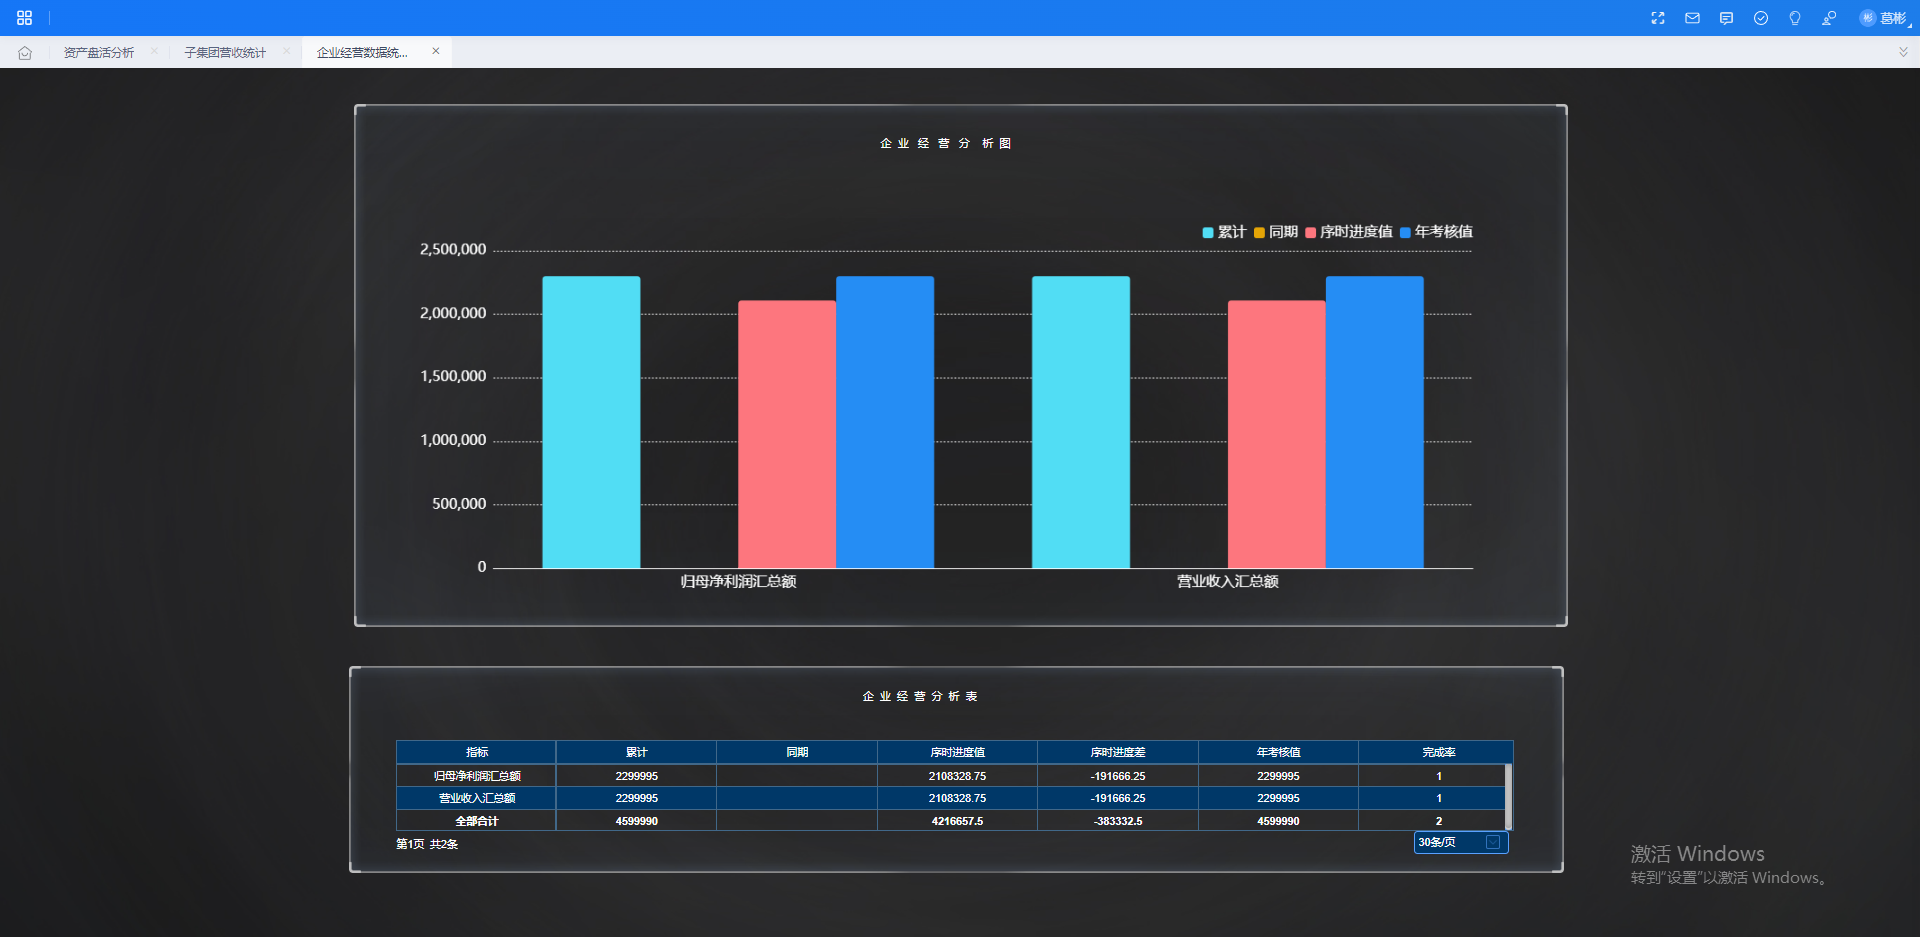 彬 葛彬
资产盘活分析 子集团营收统计 企业经营数据统...
企业经营分析图
累计 同期 序时进度值 年考核值
2,500,000
2,000,000
1,500,000
1,000,000
500,000
0
归母净利润汇总额 营业收入汇总额
企业经营分析表
指标 累计 同期 序时进度值 序时进度差 年考核值 完成率
归母净利润汇总额 2299995 2108328.75 -191666.25 2299995 1
营业收入汇总额 2299995 2108328.75 -191666.25 2299995 1
全部合计 4599990 4216657.5 -383332.5 4599990 2
第1页 共2条 30条/页
激活 Windows
转到“设置”以激活 Windows。